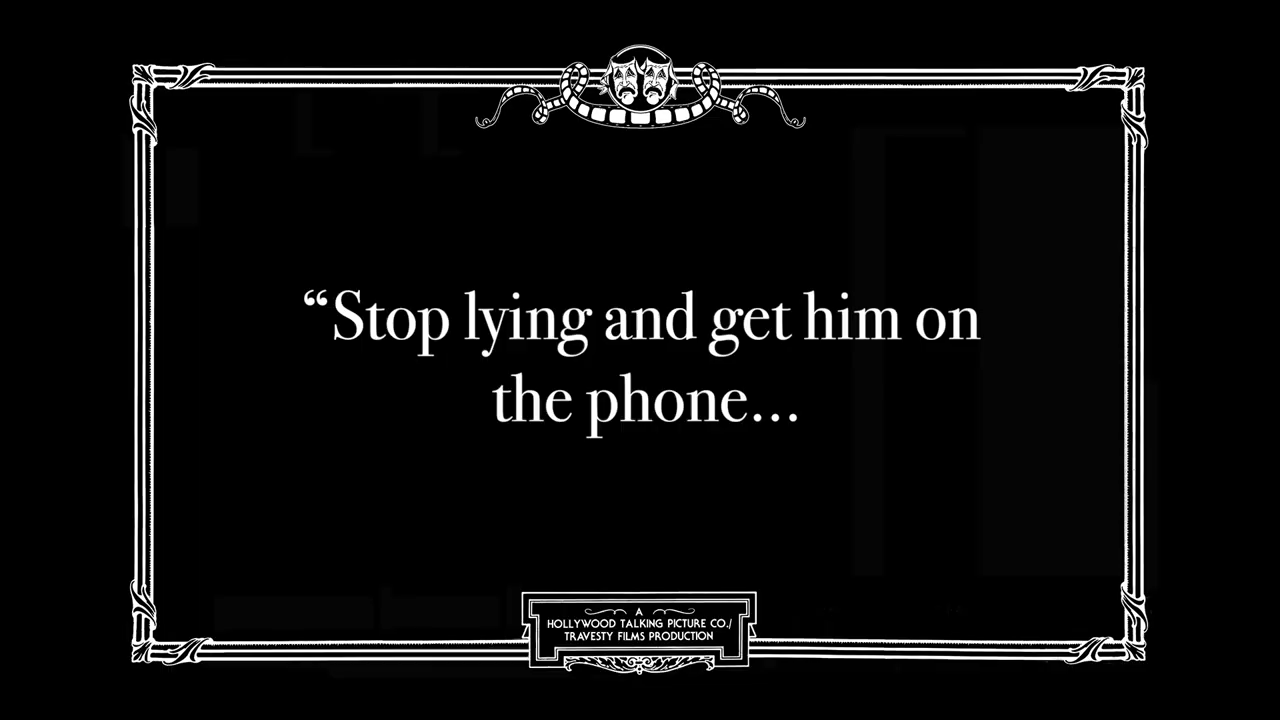 “Stop lying and get him on
the phone...
A
HOLLYWOOD TALKING PICTURE CO./
TRAVESTY FILMS PRODUCTION